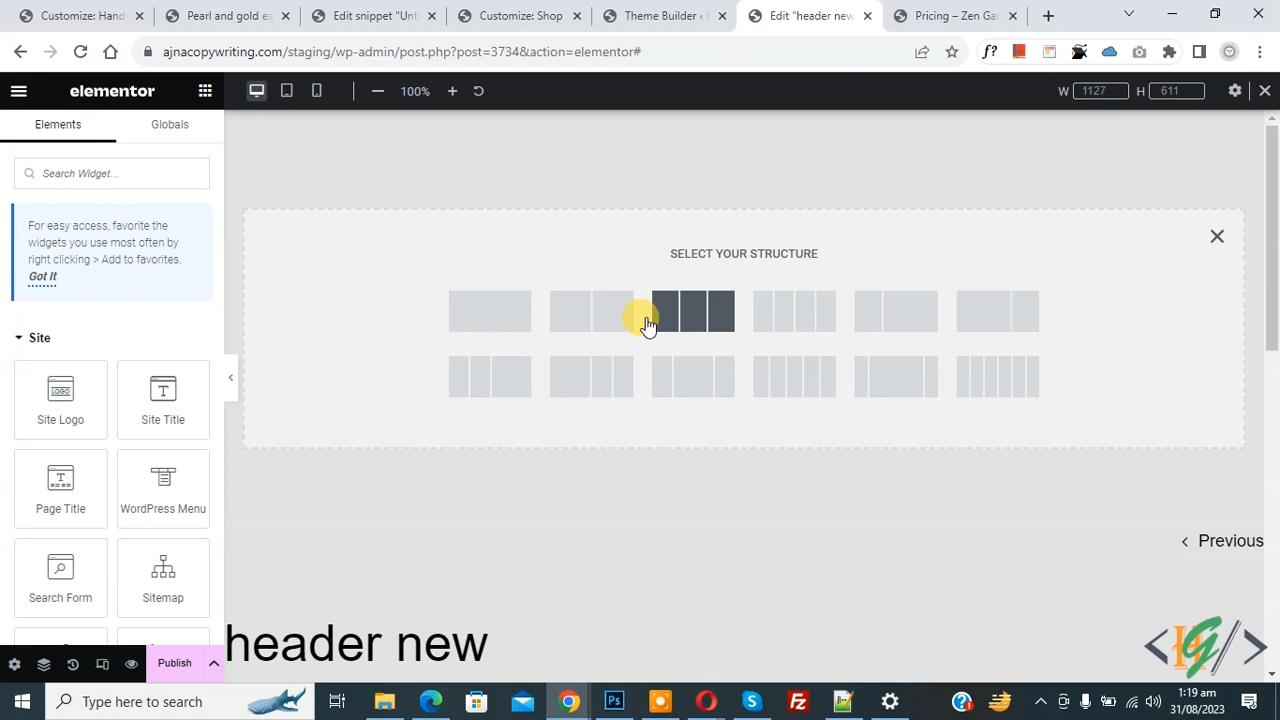 Customize: Hand
Pearl and gold ea
Edit snippet "Unt
Customize: Shop
Theme Builder ‹
Edit "header new
Pricing – Zen Gar
ajnacopywriting.com/staging/wp-admin/post.php?post=3734&action=elementor#
f?
elementor
100%
W 1127 H 611
Elements
Globals
Search Widget...
For easy access, favorite the
widgets you use most often by
right clicking > Add to favorites.
Got It
SELECT YOUR STRUCTURE
Site
LOGO
T
Site Logo
Site Title
T
Page Title
WordPress Menu
Previous
Search Form
Sitemap
header new
Publish
Type here to search
Ps
1:19 am
31/08/2023